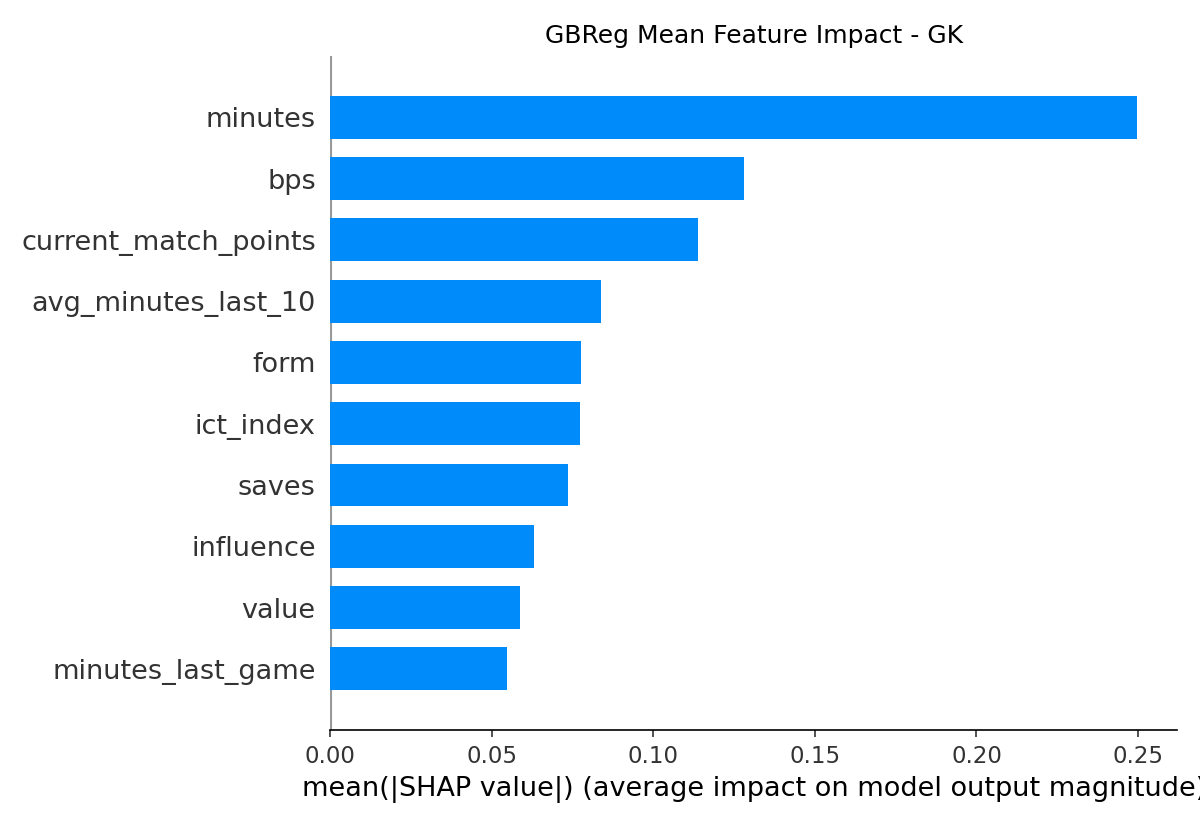 GBReg Mean Feature Impact - GK
minutes
bps
current_match_points
avg_minutes_last_10
form
ict_index
saves
influence
value
minutes_last_game
0.00 0.05 0.10 0.15 0.20 0.25
mean(|SHAP value|) (average impact on model output magnitude)